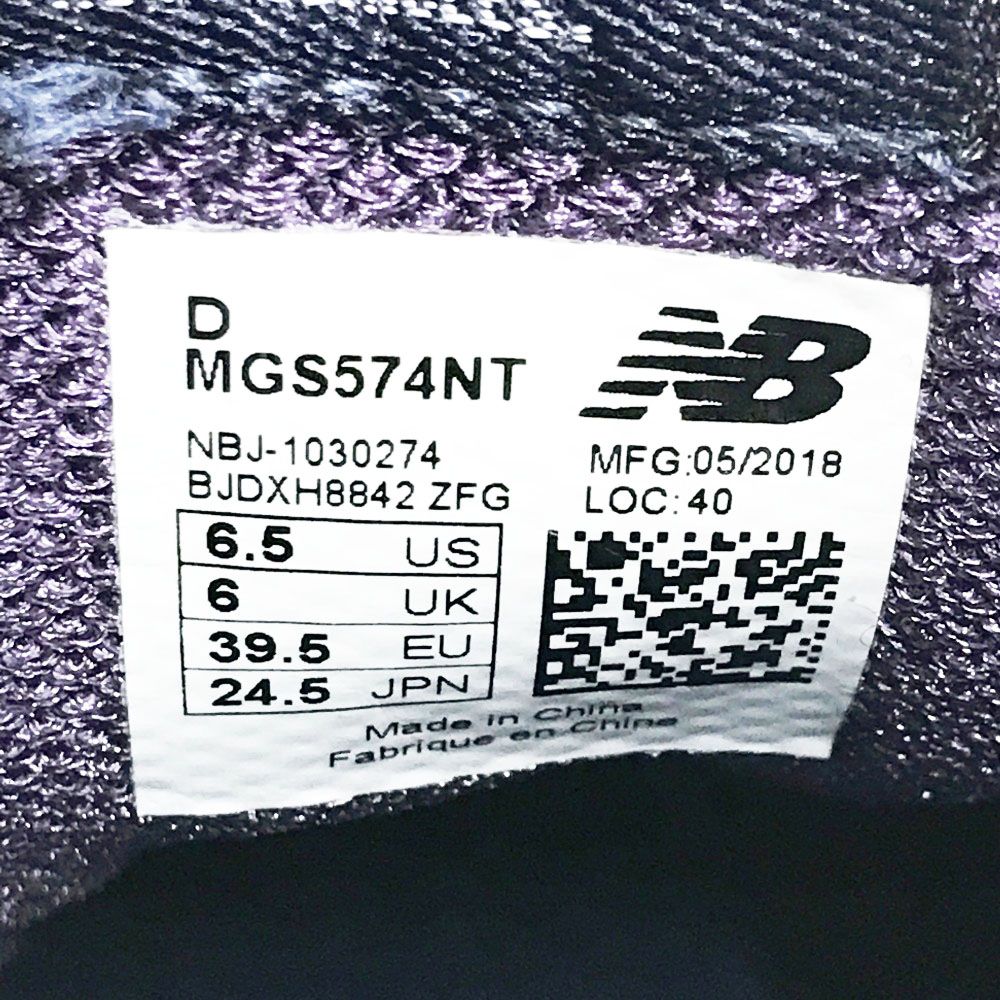 D
MGS574NT
NB
NBJ-1030274
BJDXH8842 ZFG
MFG:05/2018
LOC: 40
6.5 US
6 UK
39.5 EU
24.5 JPN
Made in China
Fabrique en Chine